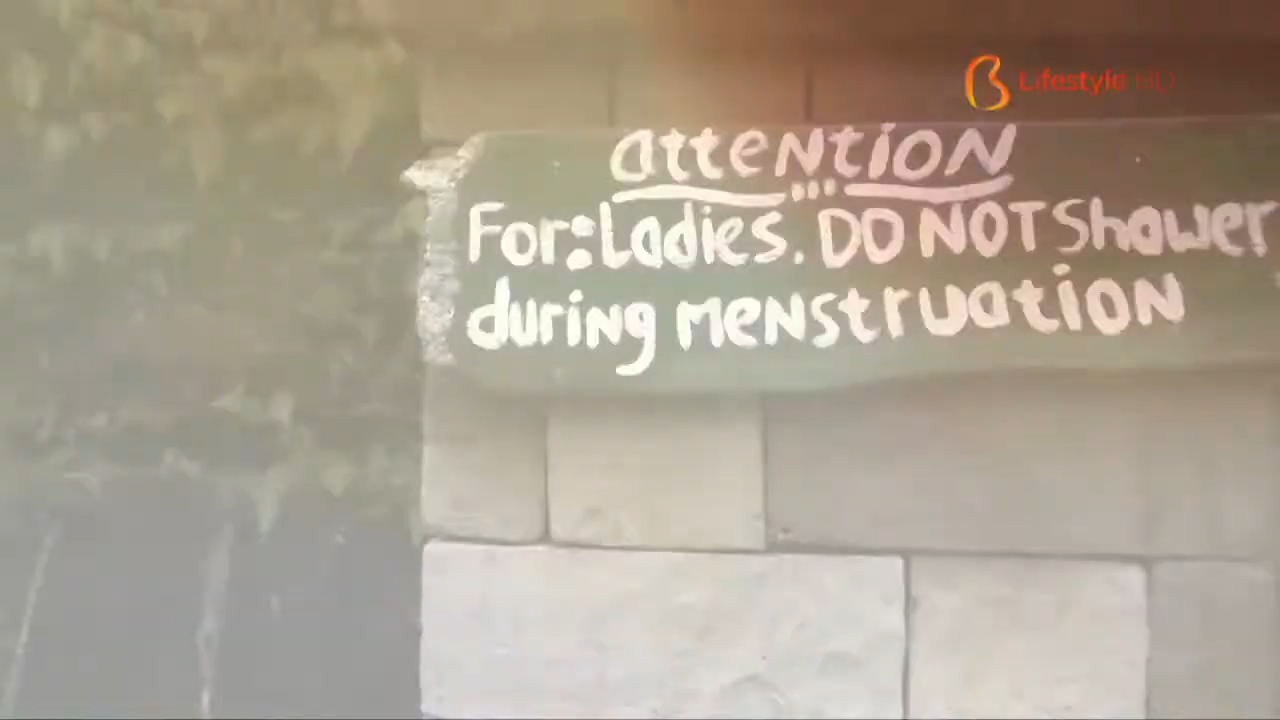 Lifestyle HD
atteNtioN
For:Ladies. DO NOT Shower
during menstruation